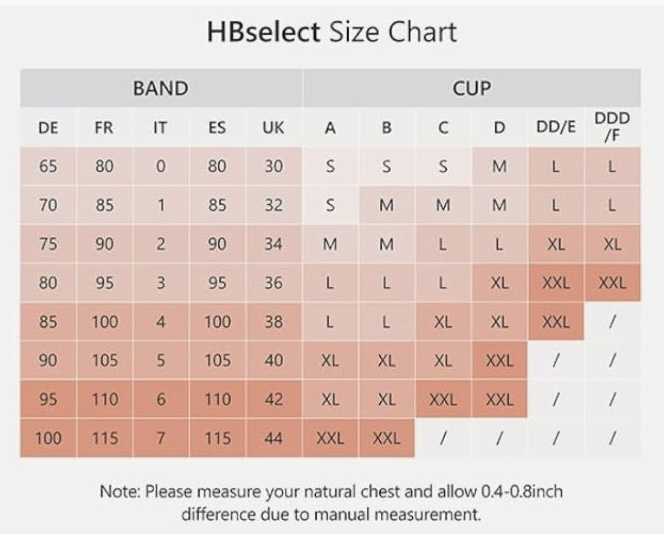 HBselect Size Chart
BAND CUP
DE FR IT ES UK A B C D DD/E DDD
/F
65 80 0 80 30 S S S M L L
70 85 1 85 32 S M M M L L
75 90 2 90 34 M M L L XL XL
80 95 3 95 36 L L L XL XXL XXL
85 100 4 100 38 L L XL XL XXL /
90 105 5 105 40 XL XL XL XXL / /
95 110 6 110 42 XL XL XXL XXL / /
100 115 7 115 44 XXL XXL / / / /
Note: Please measure your natural chest and allow 0.4-0.8inch
difference due to manual measurement.